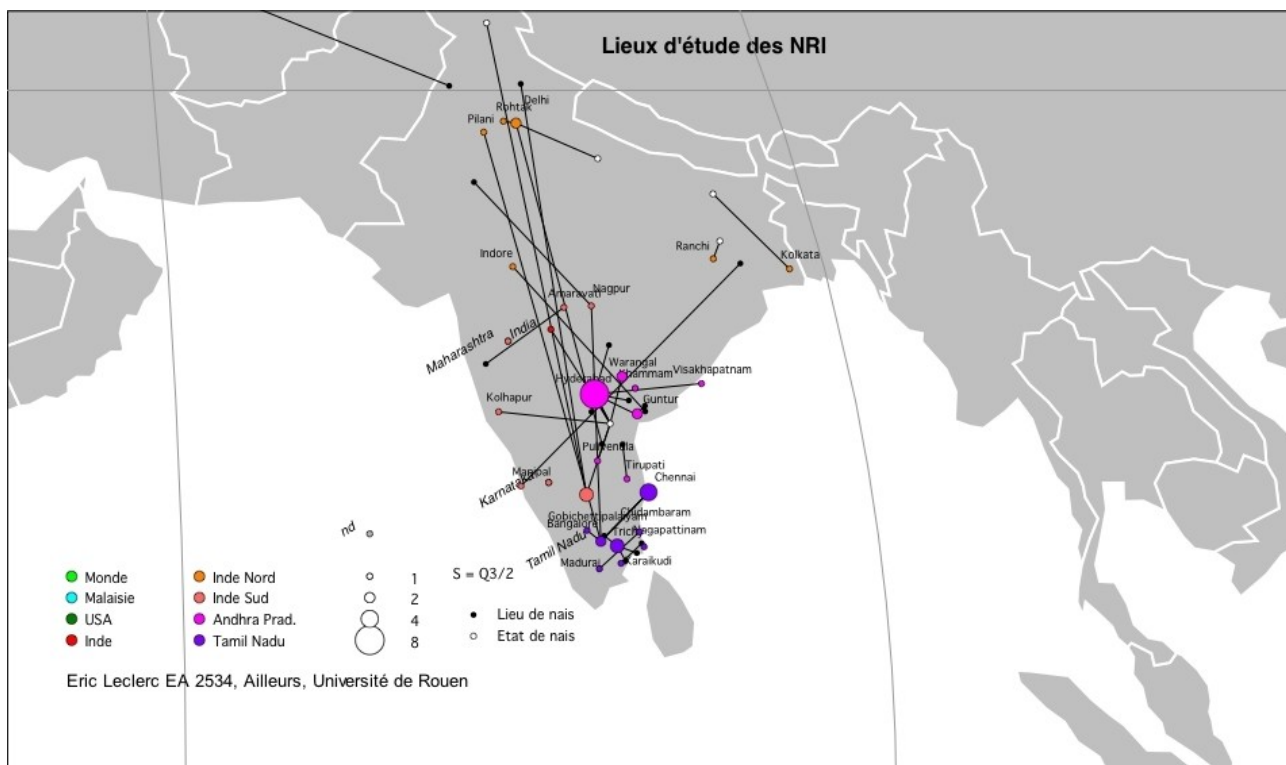 Lieux d'étude des NRI
Delhi
Rohtak
Pilani
Ranchi
Kolkata
Indore
Amaravati
Nagpur
Maharashtra
India
Warangal
Hyderabad
Khammam
Visakhapatnam
Kolhapur
Guntur
Pulivendla
Manipal
Karnataka
Tirupati
Chennai
Gobichettipalaiyam
Chidambaram
Bangalore
Trichy
Nagapattinam
Tamil Nadu
Madurai
Karaikudi
nd
Monde
Malaisie
USA
Inde
Inde Nord
Inde Sud
Andhra Prad.
Tamil Nadu
1
2
4
8
S = Q3/2
Lieu de nais
Etat de nais
Eric Leclerc EA 2534, Ailleurs, Université de Rouen